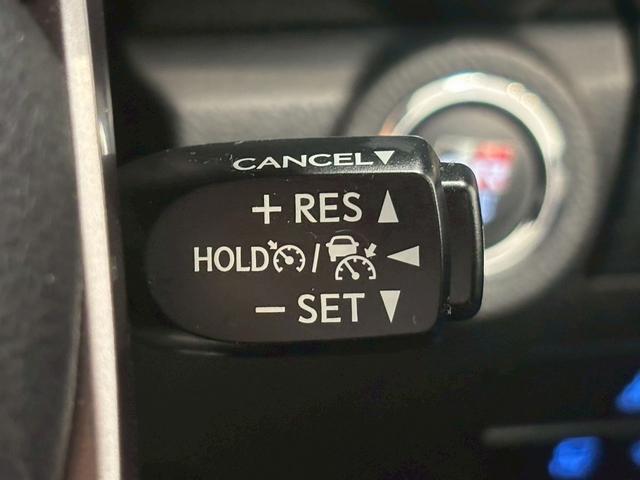 CANCEL▼
+ RES ▲
HOLD / ◀
− SET ▼